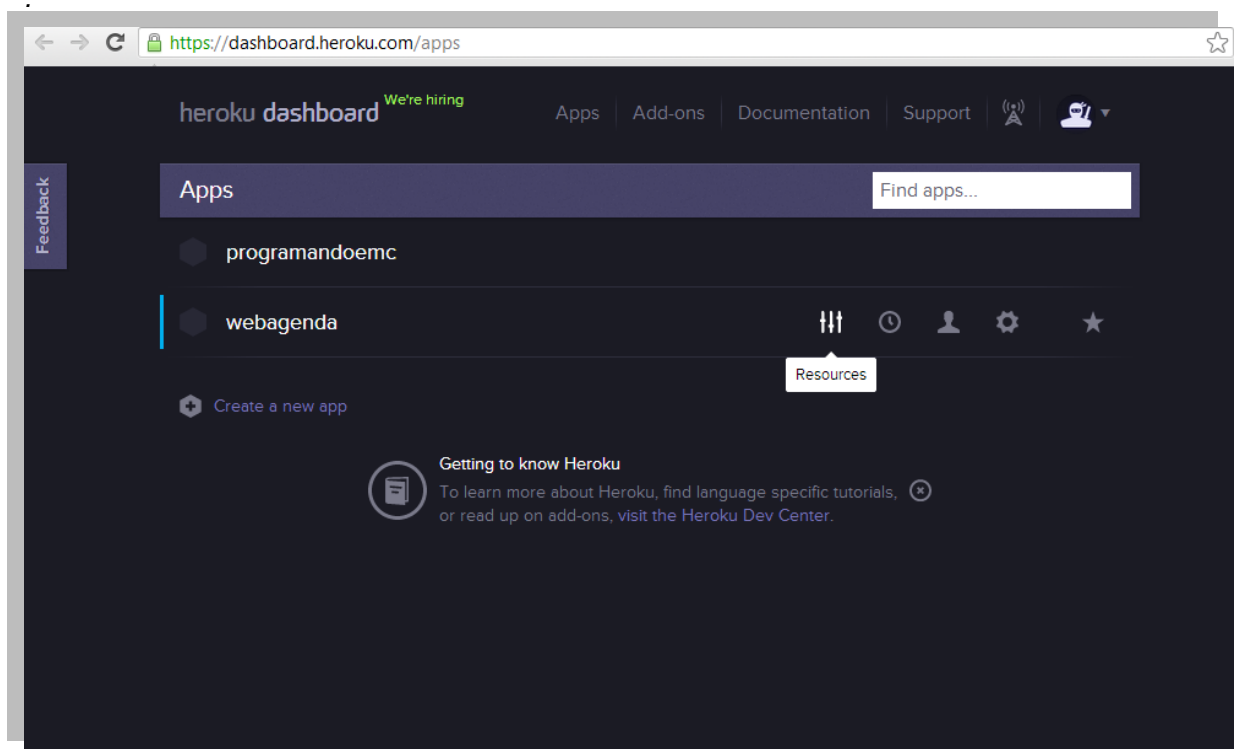 https://dashboard.heroku.com/apps
heroku dashboard We're hiring Apps Add-ons Documentation Support
Feedback
Apps Find apps...
programandoemc
webagenda
Resources
Create a new app
Getting to know Heroku
To learn more about Heroku, find language specific tutorials,
or read up on add-ons, visit the Heroku Dev Center.